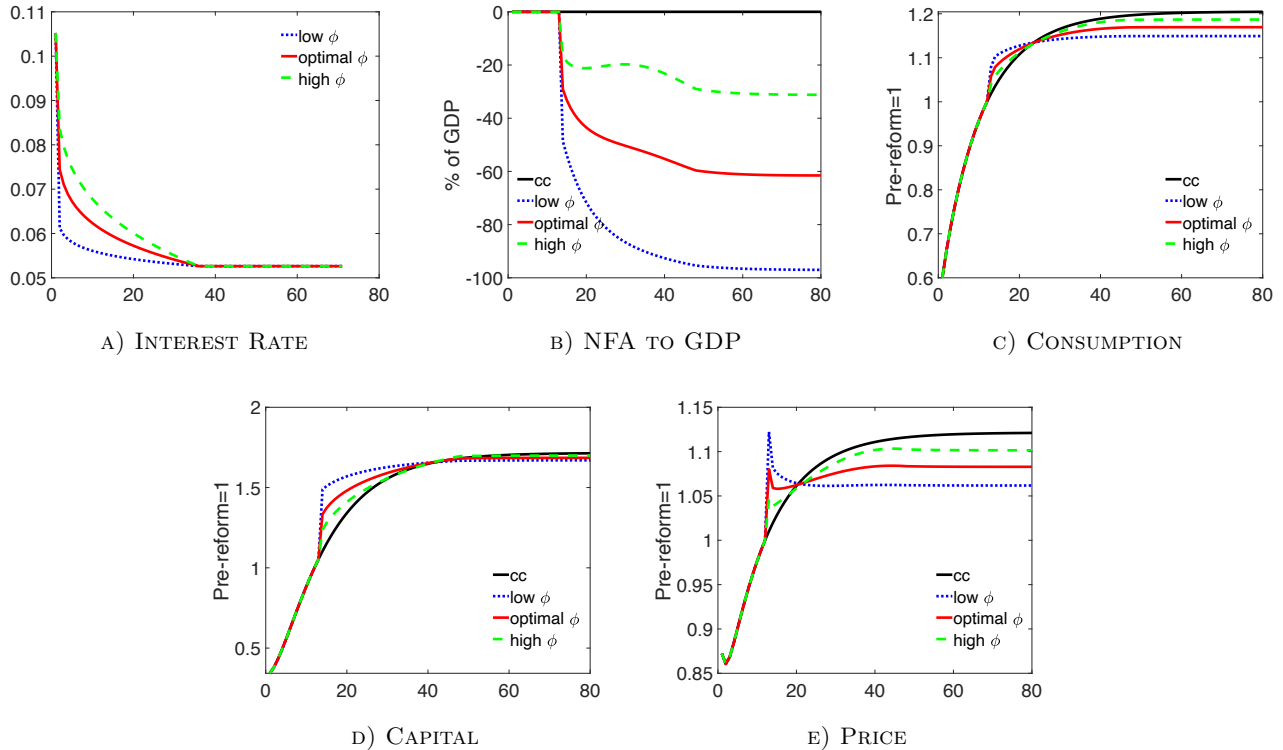 0.11
0.1
0.09
0.08
0.07
0.06
0.05
0 20 40 60 80
low ϕ
optimal ϕ
high ϕ
A) INTEREST RATE
% of GDP
0
-20
-40
-60
-80
-100
0 20 40 60 80
cc
low ϕ
optimal ϕ
high ϕ
B) NFA TO GDP
Pre-reform=1
1.2
1.1
1
0.9
0.8
0.7
0.6
0 20 40 60 80
cc
low ϕ
optimal ϕ
high ϕ
C) CONSUMPTION
Pre-reform=1
2
1.5
1
0.5
0 20 40 60 80
cc
low ϕ
optimal ϕ
high ϕ
D) CAPITAL
Pre-reform=1
1.15
1.1
1.05
1
0.95
0.9
0.85
0 20 40 60 80
cc
low ϕ
optimal ϕ
high ϕ
E) PRICE